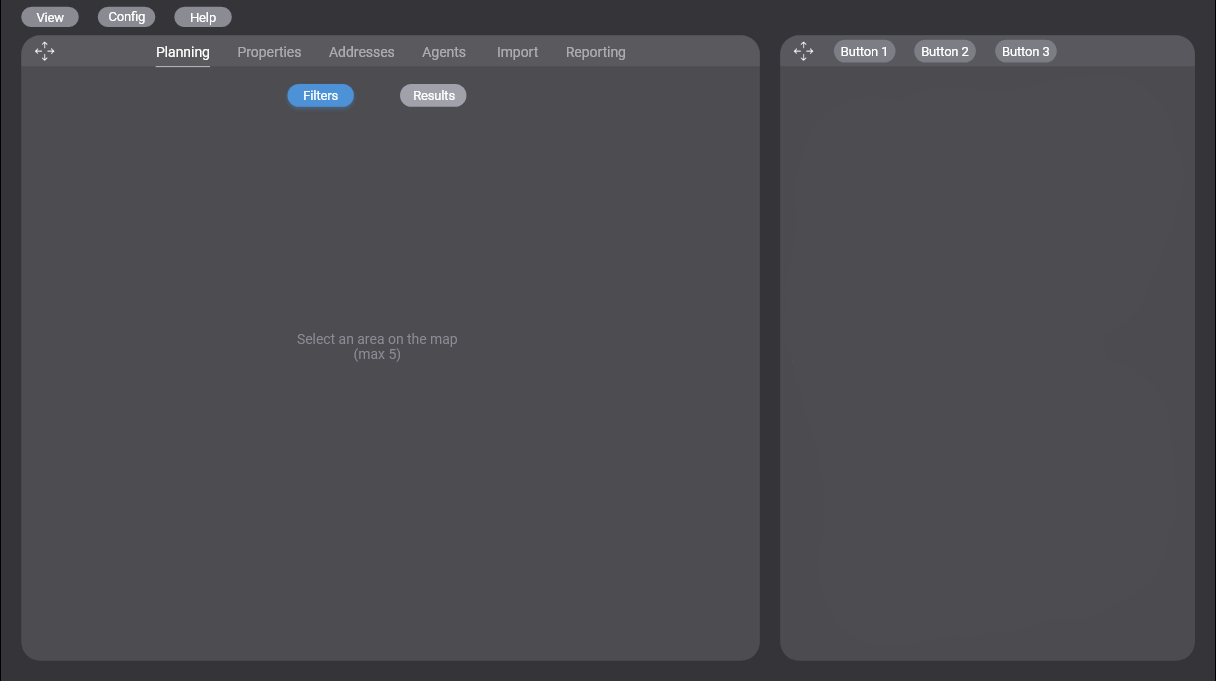 View Config Help
Planning Properties Addresses Agents Import Reporting
Button 1 Button 2 Button 3
Filters Results
Select an area on the map
(max 5)